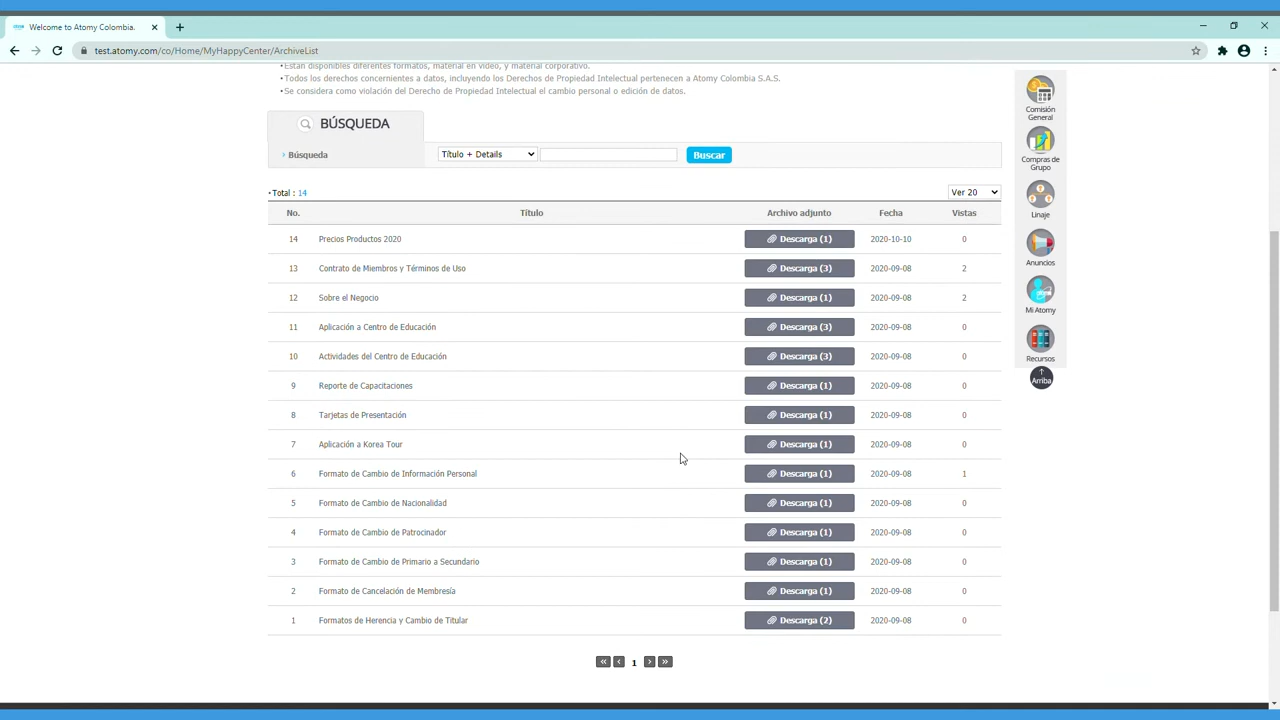 Welcome to Atomy Colombia.
test.atomy.com/co/Home/MyHappyCenter/ArchiveList
•Están disponibles diferentes formatos, material en video, y material corporativo.
•Todos los derechos concernientes a datos, incluyendo los Derechos de Propiedad Intelectual pertenecen a Atomy Colombia S.A.S.
•Se considera como violación del Derecho de Propiedad Intelectual el cambio personal o edición de datos.
BÚSQUEDA
Búsqueda Título + Details Buscar
•Total : 14 Ver 20
No. Título Archivo adjunto Fecha Vistas
14 Precios Productos 2020 Descarga (1) 2020-10-10 0
13 Contrato de Miembros y Términos de Uso Descarga (3) 2020-09-08 2
12 Sobre el Negocio Descarga (1) 2020-09-08 2
11 Aplicación a Centro de Educación Descarga (3) 2020-09-08 0
10 Actividades del Centro de Educación Descarga (3) 2020-09-08 0
9 Reporte de Capacitaciones Descarga (1) 2020-09-08 0
8 Tarjetas de Presentación Descarga (1) 2020-09-08 0
7 Aplicación a Korea Tour Descarga (1) 2020-09-08 0
6 Formato de Cambio de Información Personal Descarga (1) 2020-09-08 1
5 Formato de Cambio de Nacionalidad Descarga (1) 2020-09-08 0
4 Formato de Cambio de Patrocinador Descarga (1) 2020-09-08 0
3 Formato de Cambio de Primario a Secundario Descarga (1) 2020-09-08 0
2 Formato de Cancelación de Membresía Descarga (1) 2020-09-08 0
1 Formatos de Herencia y Cambio de Titular Descarga (2) 2020-09-08 0
« ‹ 1 › »
Comisión
General
Compras de
Grupo
Linaje
Anuncios
Mi Atomy
Recursos
Arriba